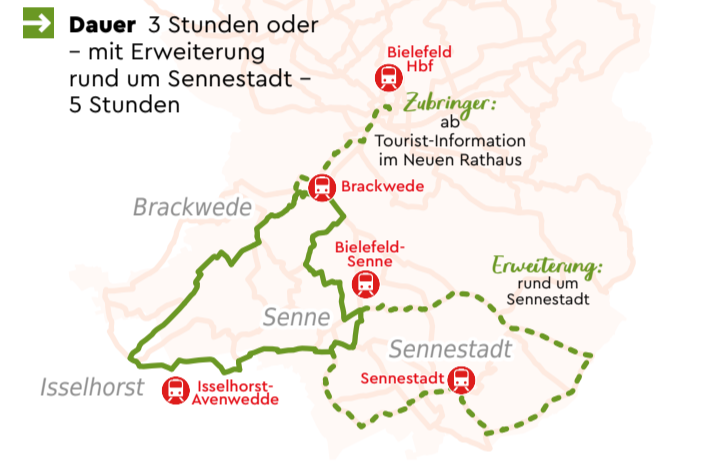 Dauer 3 Stunden oder
– mit Erweiterung
rund um Sennestadt –
5 Stunden
Bielefeld
Hbf
Zubringer:
ab
Tourist-Information
im Neuen Rathaus
Brackwede
Brackwede
Bielefeld-
Senne
Erweiterung:
rund um
Sennestadt
Senne
Sennestadt
Sennestadt
Isselhorst
Isselhorst-
Avenwedde